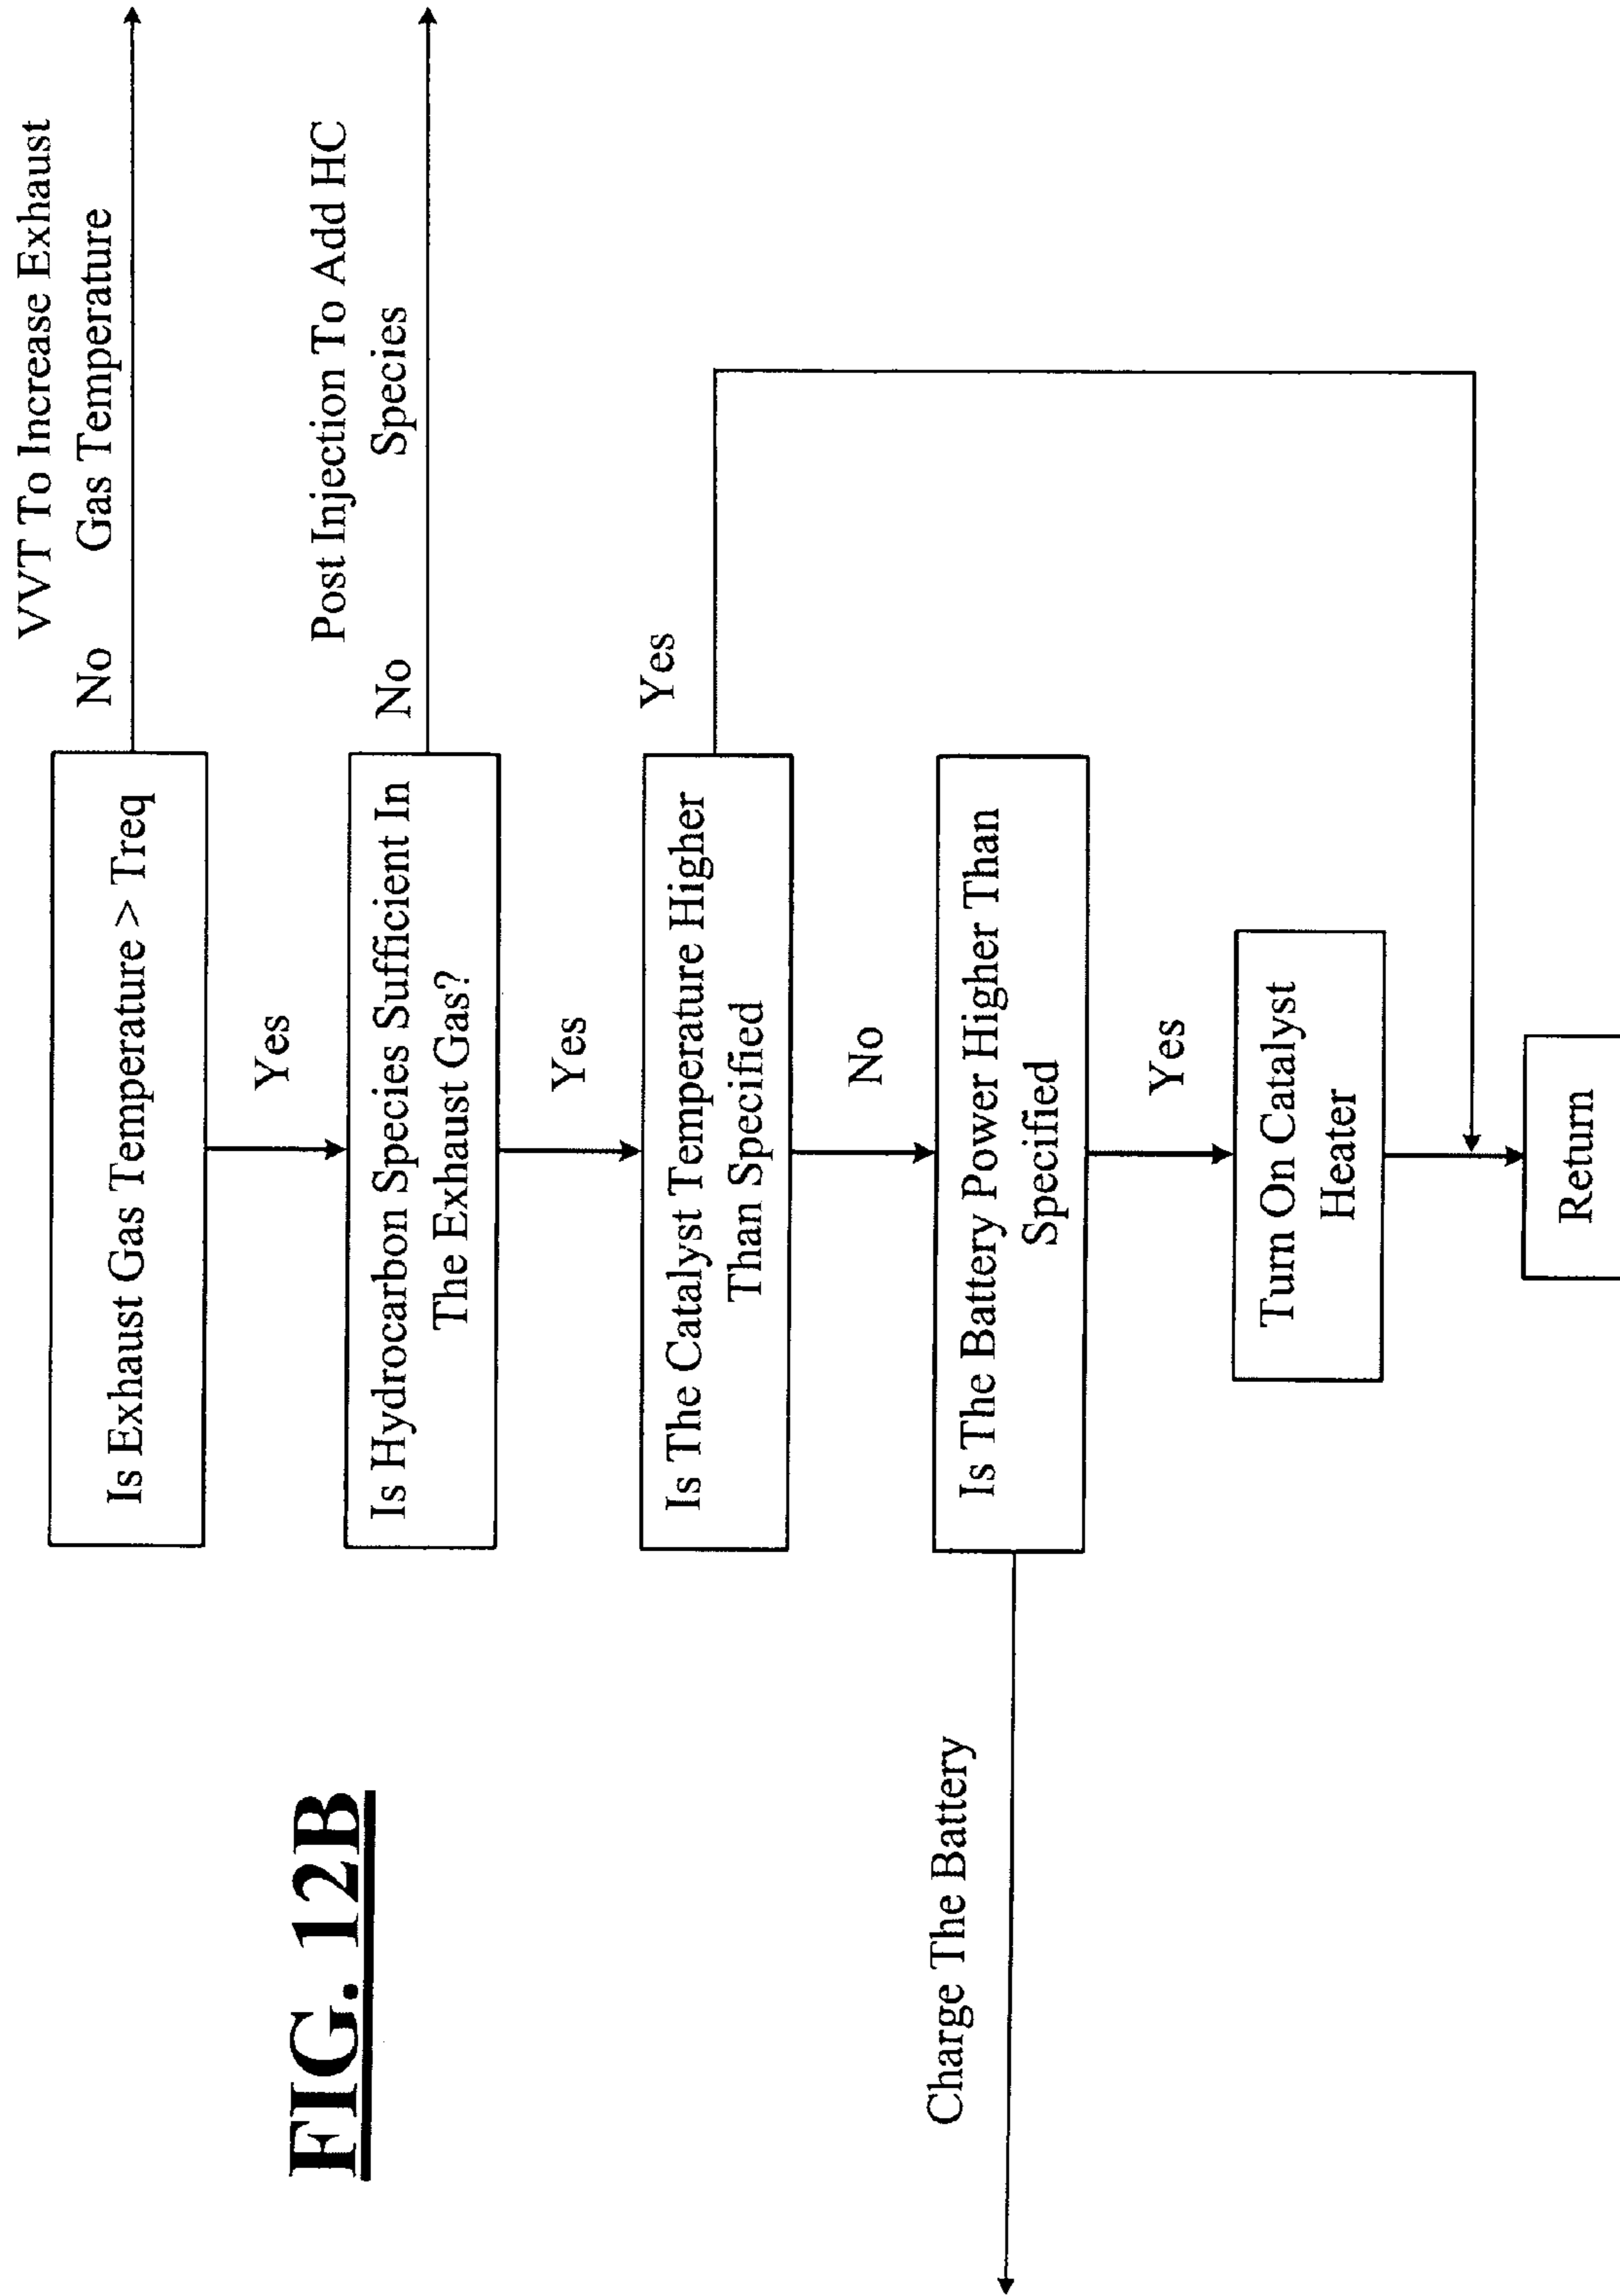 FIG. 12B
VVT To Increase Exhaust
Gas Temperature
No
Is Exhaust Gas Temperature > Treq
Yes
Post Injection To Add HC
Species
No
Is Hydrocarbon Species Sufficient In
The Exhaust Gas?
Yes
Yes
Is The Catalyst Temperature Higher
Than Specified
No
Charge The Battery
Is The Battery Power Higher Than
Specified
Yes
Turn On Catalyst
Heater
Return